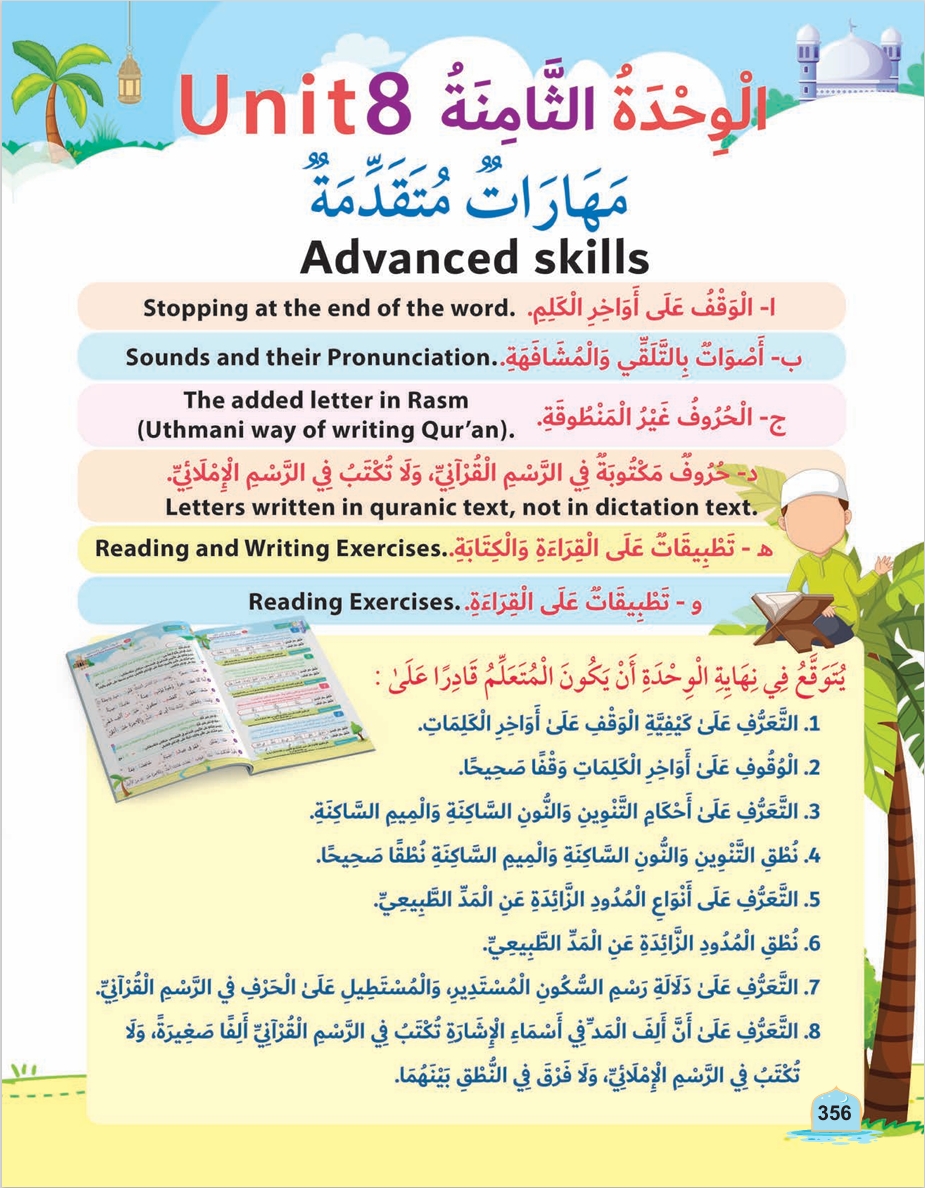 Unit8 الْوِحْدَةُ الثَّامِنَةُ
مَهَارَاتٌ مُتَقَدِّمَةٌ
Advanced skills
ا- الْوَقْفُ عَلَى أَوَاخِرِ الْكَلِمِ. Stopping at the end of the word.
ب- أَصْوَاتٌ بِالتَّلَقِّي وَالْمُشَافَهَةِ. Sounds and their Pronunciation.
ج- الْحُرُوفُ غَيْرُ الْمَنْطُوقَةِ.
The added letter in Rasm
(Uthmani way of writing Qur’an).
د- حُرُوفٌ مَكْتُوبَةٌ فِي الرَّسْمِ الْقُرْآنِيِّ، وَلَا تُكْتَبُ فِي الرَّسْمِ الْإِمْلَائِيِّ.
Letters written in quranic text, not in dictation text.
ه - تَطْبِيقَاتٌ عَلَى الْقِرَاءَةِ وَالْكِتَابَةِ. Reading and Writing Exercises.
و - تَطْبِيقَاتٌ عَلَى الْقِرَاءَةِ. Reading Exercises.
يُتَوَقَّعُ فِي نِهَايَةِ الْوِحْدَةِ أَنْ يَكُونَ الْمُتَعَلِّمُ قَادِرًا عَلَىٰ :
1. التَّعَرُّفِ عَلَىٰ كَيْفِيَّةِ الْوَقْفِ عَلَىٰ أَوَاخِرِ الْكَلِمَاتِ.
2. الْوُقُوفِ عَلَىٰ أَوَاخِرِ الْكَلِمَاتِ وَقْفًا صَحِيحًا.
3. التَّعَرُّفِ عَلَىٰ أَحْكَامِ التَّنْوِينِ وَالنُّونِ السَّاكِنَةِ وَالْمِيمِ السَّاكِنَةِ.
4. نُطْقِ التَّنْوِينِ وَالنُّونِ السَّاكِنَةِ وَالْمِيمِ السَّاكِنَةِ نُطْقًا صَحِيحًا.
5. التَّعَرُّفِ عَلَى أَنْوَاعِ الْمُدُودِ الزَّائِدَةِ عَنِ الْمَدِّ الطَّبِيعِيِّ.
6. نُطْقِ الْمُدُودِ الزَّائِدَةِ عَنِ الْمَدِّ الطَّبِيعِيِّ.
7. التَّعَرُّفِ عَلَىٰ دَلَالَةِ رَسْمِ السُّكُونِ الْمُسْتَدِيرِ، وَالْمُسْتَطِيلِ عَلَىٰ الْحَرْفِ في الرَّسْمِ الْقُرْآنِيِّ.
8. التَّعَرُّفِ عَلَىٰ أَنَّ أَلِفَ الْمَدِّ فِي أَسْمَاءِ الْإِشَارَةِ تُكْتَبُ فِي الرَّسْمِ الْقُرْآنِيِّ أَلِفًا صَغِيرَةً، وَلَا
تُكْتَبُ فِي الرَّسْمِ الْإِمْلَائِيِّ، وَلَا فَرْقَ فِي النُّطْقِ بَيْنَهُمَا.
356